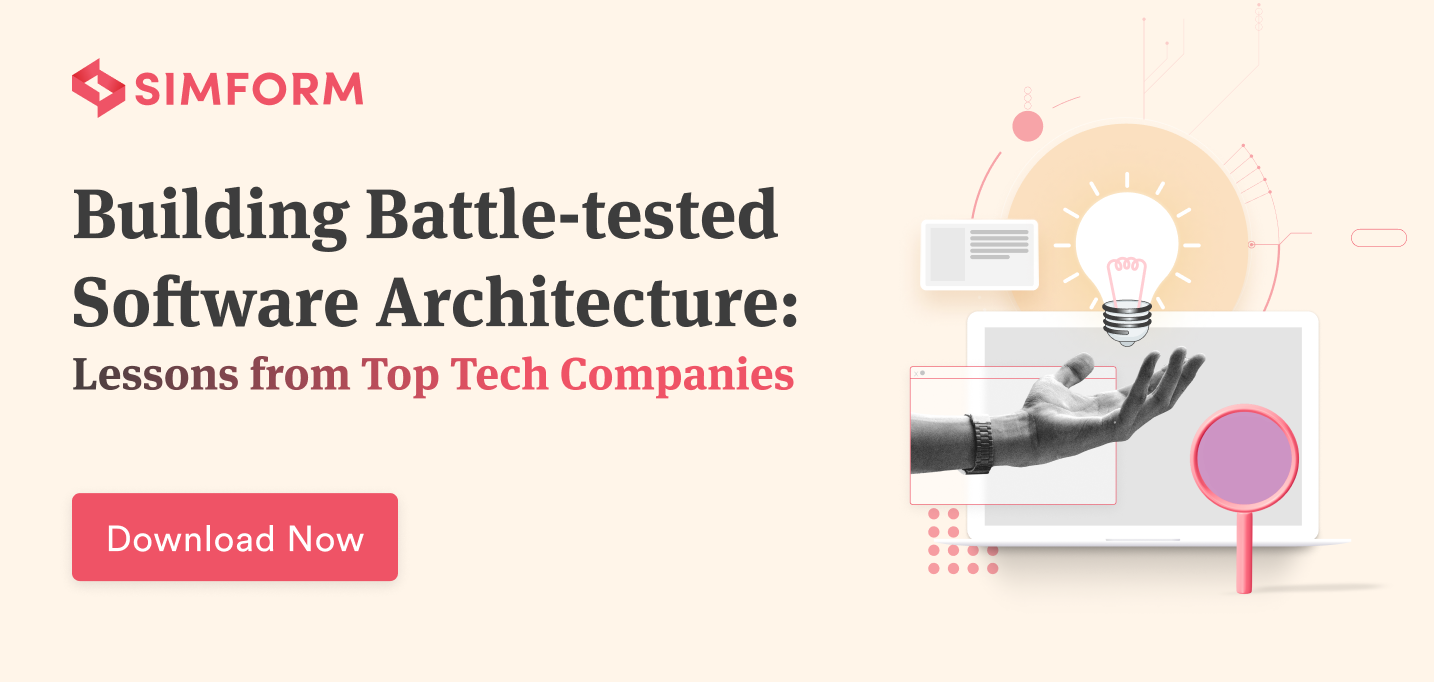 SIMFORM
Building Battle-tested
Software Architecture:
Lessons from Top Tech Companies
Download Now